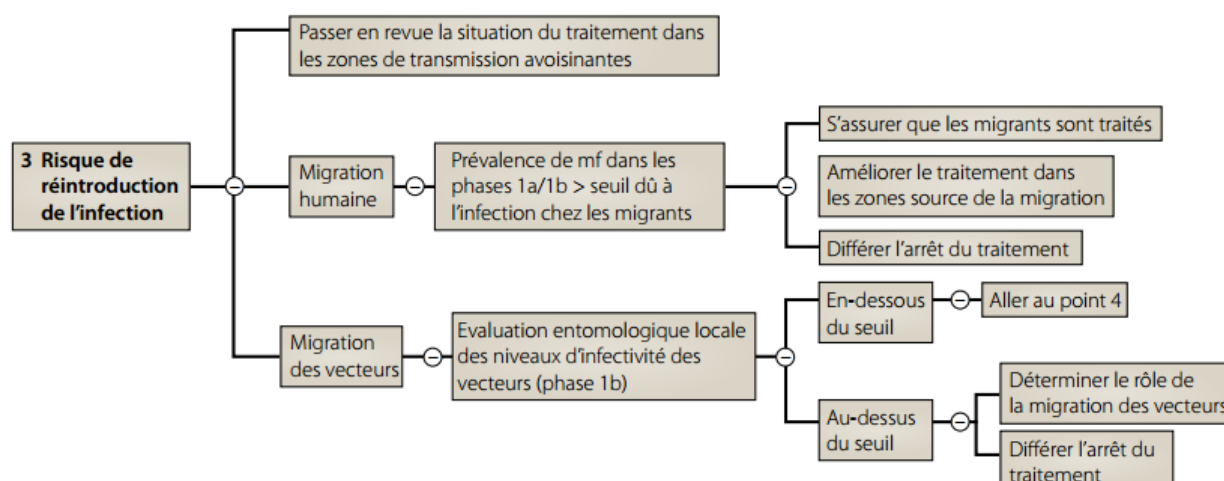 Passer en revue la situation du traitement dans
les zones de transmission avoisinantes
3 Risque de
réintroduction
de l'infection
Migration
humaine
Prévalence de mf dans les
phases 1a/1b > seuil dû à
l'infection chez les migrants
S'assurer que les migrants sont traités
Améliorer le traitement dans
les zones source de la migration
Différer l'arrêt du traitement
Migration
des vecteurs
Evaluation entomologique locale
des niveaux d'infectivité des
vecteurs (phase 1b)
En-dessous
du seuil
Aller au point 4
Au-dessus
du seuil
Déterminer le rôle de
la migration des vecteurs
Différer l'arrêt du
traitement